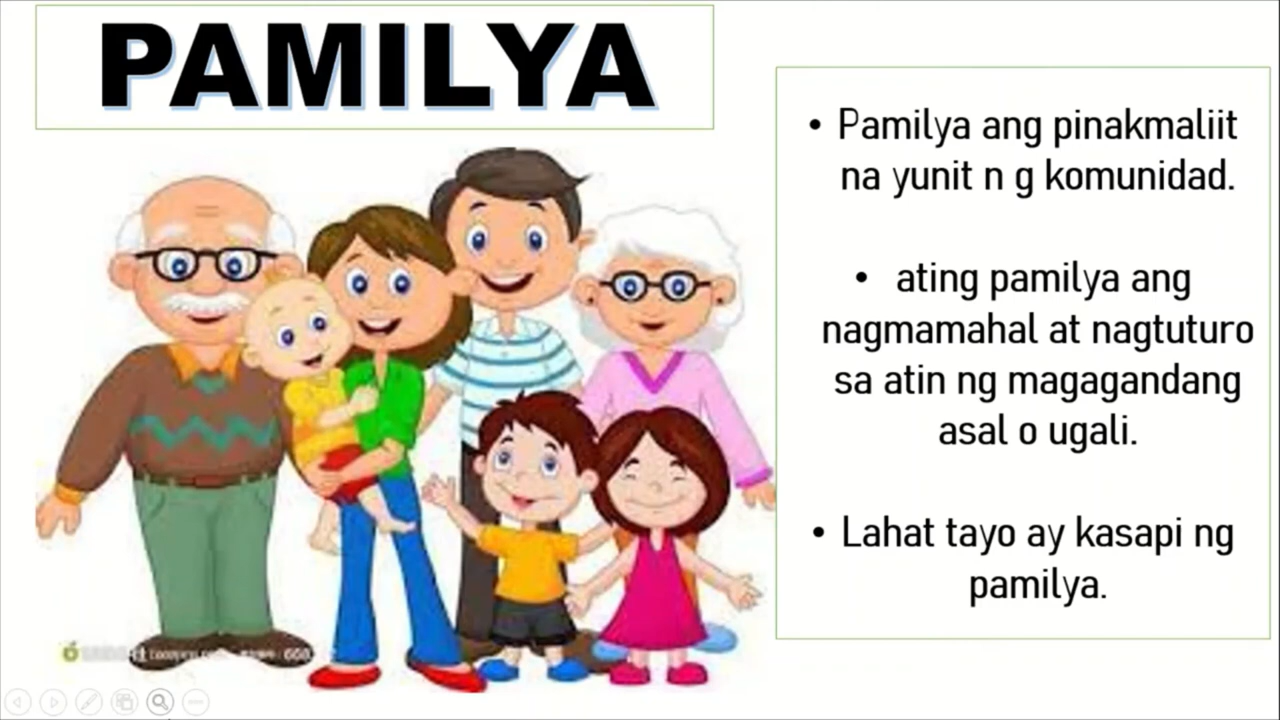 PAMILYA
• Pamilya ang pinakmaliit
na yunit n g komunidad.
• ating pamilya ang
nagmamahal at nagtuturo
sa atin ng magagandang
asal o ugali.
• Lahat tayo ay kasapi ng
pamilya.